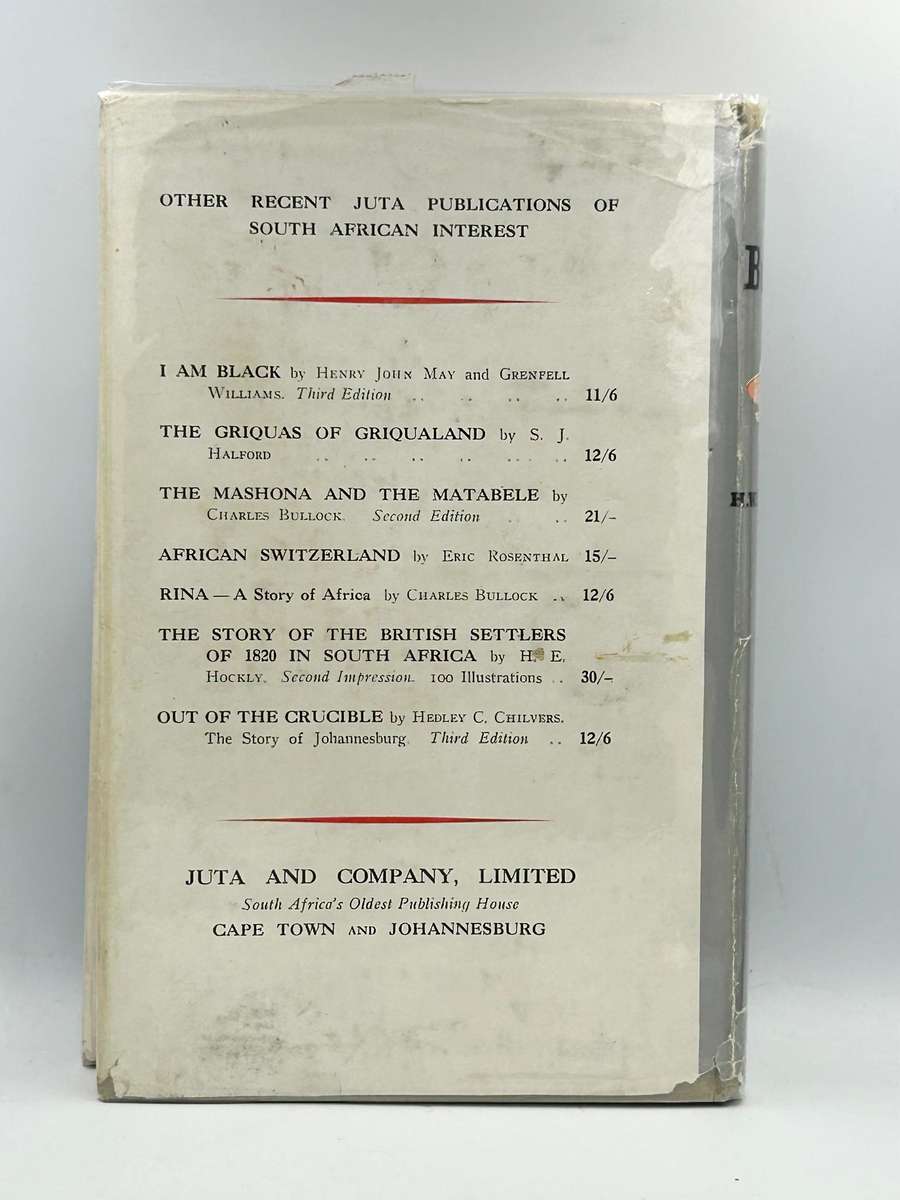 OTHER RECENT JUTA PUBLICATIONS OF
SOUTH AFRICAN INTEREST
I AM BLACK by HENRY JOHN MAY and GRENFELL
WILLIAMS. Third Edition .. .. .. .. 11/6
THE GRIQUAS OF GRIQUALAND by S. J.
HALFORD .. .. .. .. .. .. 12/6
THE MASHONA AND THE MATABELE by
CHARLES BULLOCK. Second Edition .. .. 21/-
AFRICAN SWITZERLAND by ERIC ROSENTHAL 15/-
RINA — A Story of Africa by CHARLES BULLOCK .. 12/6
THE STORY OF THE BRITISH SETTLERS
OF 1820 IN SOUTH AFRICA by H. E.
HOCKLY. Second Impression. 100 Illustrations .. 30/-
OUT OF THE CRUCIBLE by HEDLEY C. CHILVERS.
The Story of Johannesburg. Third Edition .. 12/6
JUTA AND COMPANY, LIMITED
South Africa's Oldest Publishing House
CAPE TOWN AND JOHANNESBURG